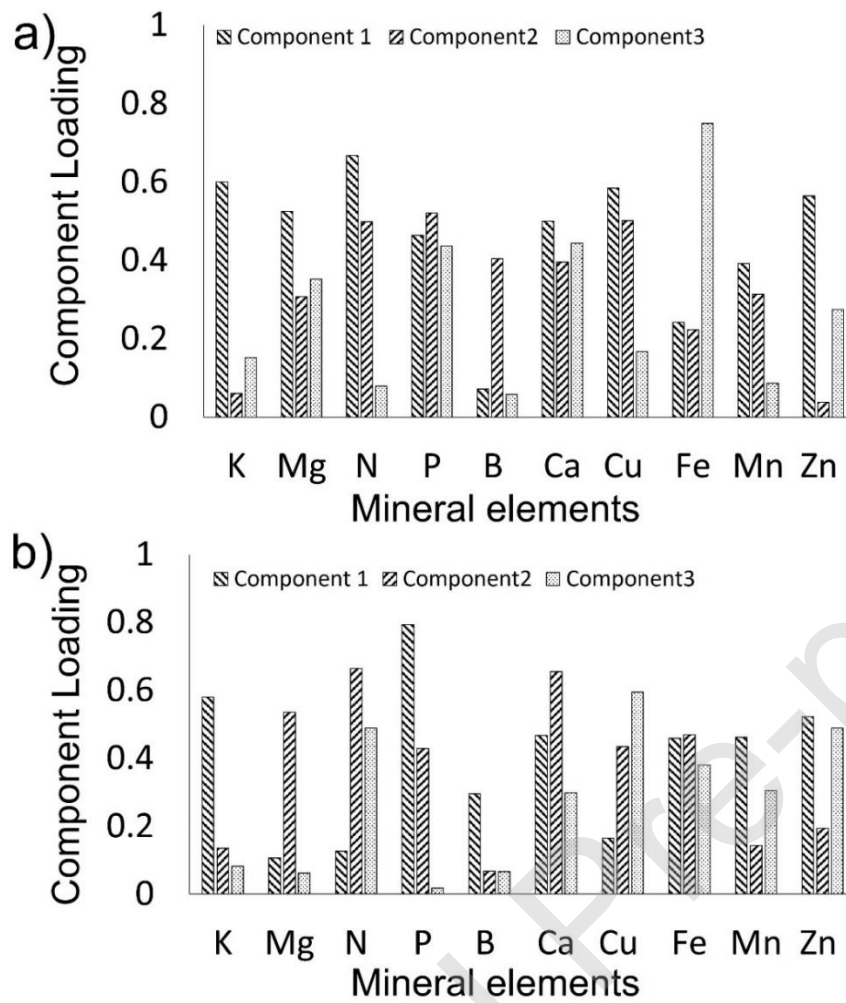 a)
Component 1 Component2 Component3
Component Loading
1
0.8
0.6
0.4
0.2
0
K Mg N P B Ca Cu Fe Mn Zn
Mineral elements
b)
Component 1 Component2 Component3
Component Loading
1
0.8
0.6
0.4
0.2
0
K Mg N P B Ca Cu Fe Mn Zn
Mineral elements